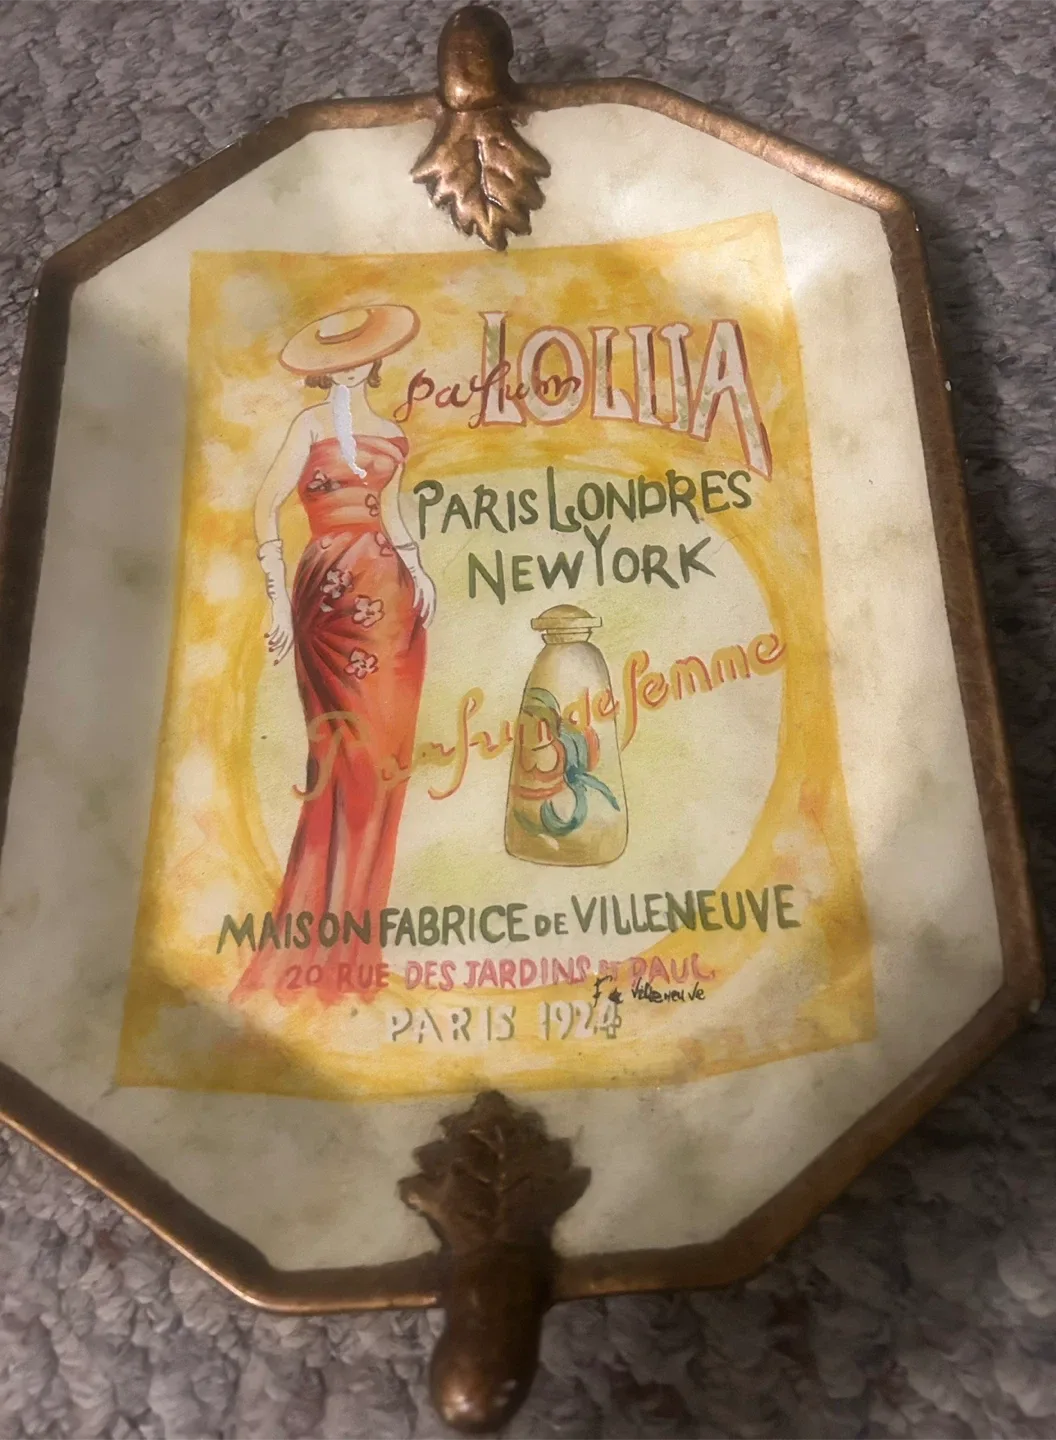 LOLITA
parfum
PARIS LONDRES
NEW YORK
Parfum de femme
MAISON FABRICE DE VILLENEUVE
20 RUE DES JARDINS St PAUL
F de Villeneuve
PARIS 1924